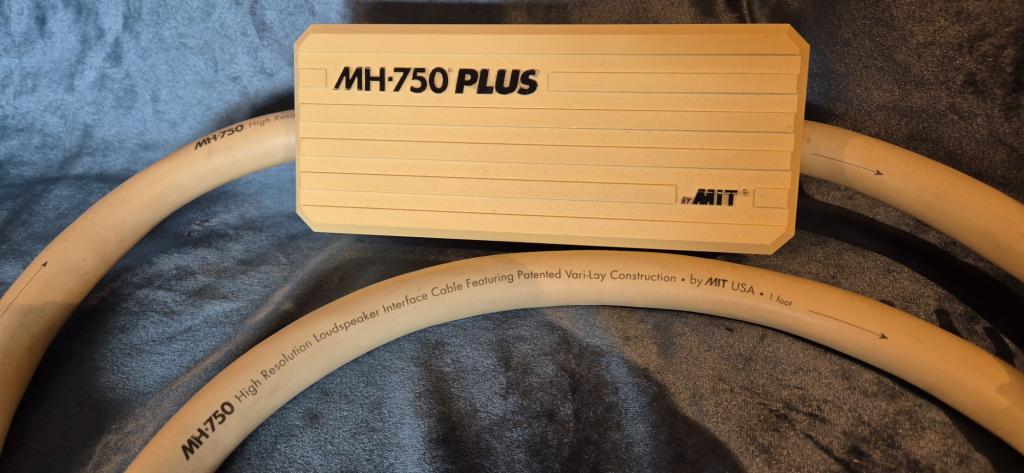 MH·750 PLUS
MH·750 High
BY MIT®
MH·750 High Resolution Loudspeaker Interface Cable Featuring Patented Vari-Lay Construction • by MIT USA • 1 foot